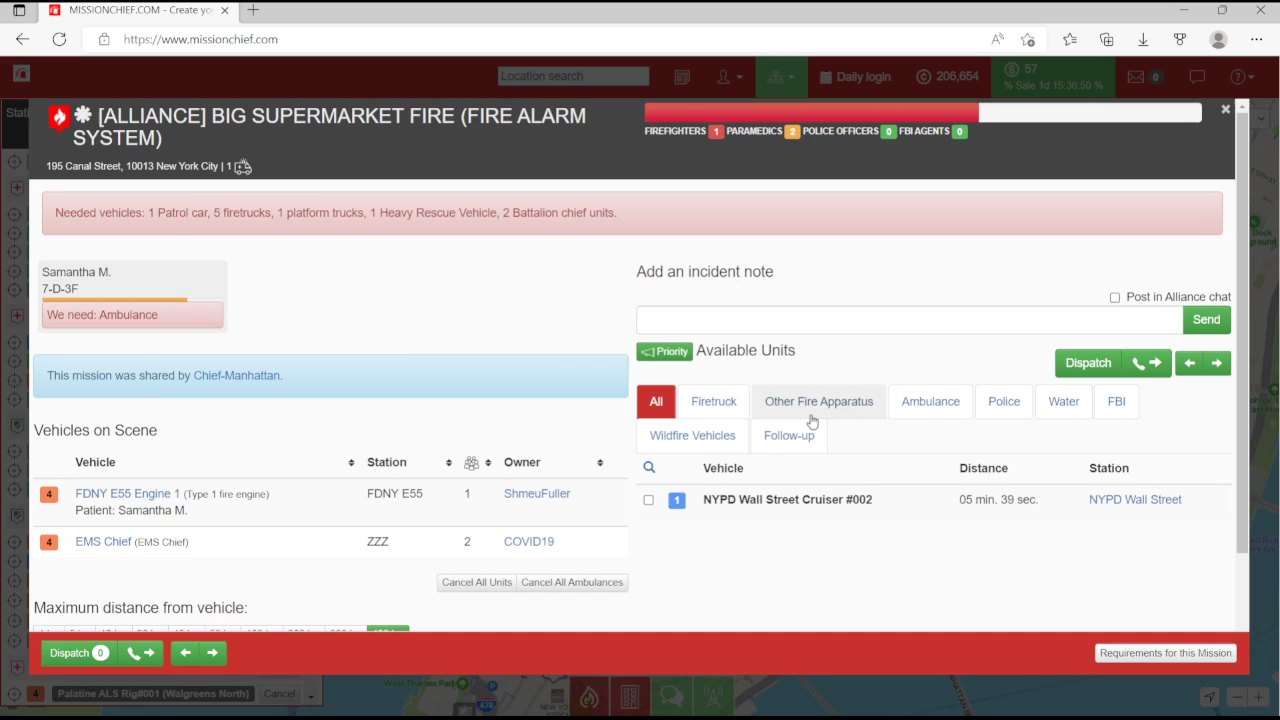 MISSIONCHIEF.COM - Create yo
https://www.missionchief.com
Location search
Daily login
206,654
57
% Sale 1d 15:36:50 %
0
Stati
[ALLIANCE] BIG SUPERMARKET FIRE (FIRE ALARM
SYSTEM)
FIREFIGHTERS 1 PARAMEDICS 2 POLICE OFFICERS 0 FBI AGENTS 0
195 Canal Street, 10013 New York City | 1
Needed vehicles: 1 Patrol car, 5 firetrucks, 1 platform trucks, 1 Heavy Rescue Vehicle, 2 Battalion chief units.
Samantha M.
7-D-3F
We need: Ambulance
This mission was shared by Chief-Manhattan.
Vehicles on Scene
Vehicle Station Owner
4 FDNY E55 Engine 1 (Type 1 fire engine) FDNY E55 1 ShmeuFuller
Patient: Samantha M.
4 EMS Chief (EMS Chief) ZZZ 2 COVID19
Cancel All Units Cancel All Ambulances
Maximum distance from vehicle:
Add an incident note
Post in Alliance chat
Send
Priority Available Units
Dispatch
All Firetruck Other Fire Apparatus Ambulance Police Water FBI
Wildfire Vehicles Follow-up
Vehicle Distance Station
1 NYPD Wall Street Cruiser #002 05 min. 39 sec. NYPD Wall Street
Dispatch 0
Requirements for this Mission
4 Palatine ALS Rig#001 (Walgreens North) Cancel
West Thames Park
478